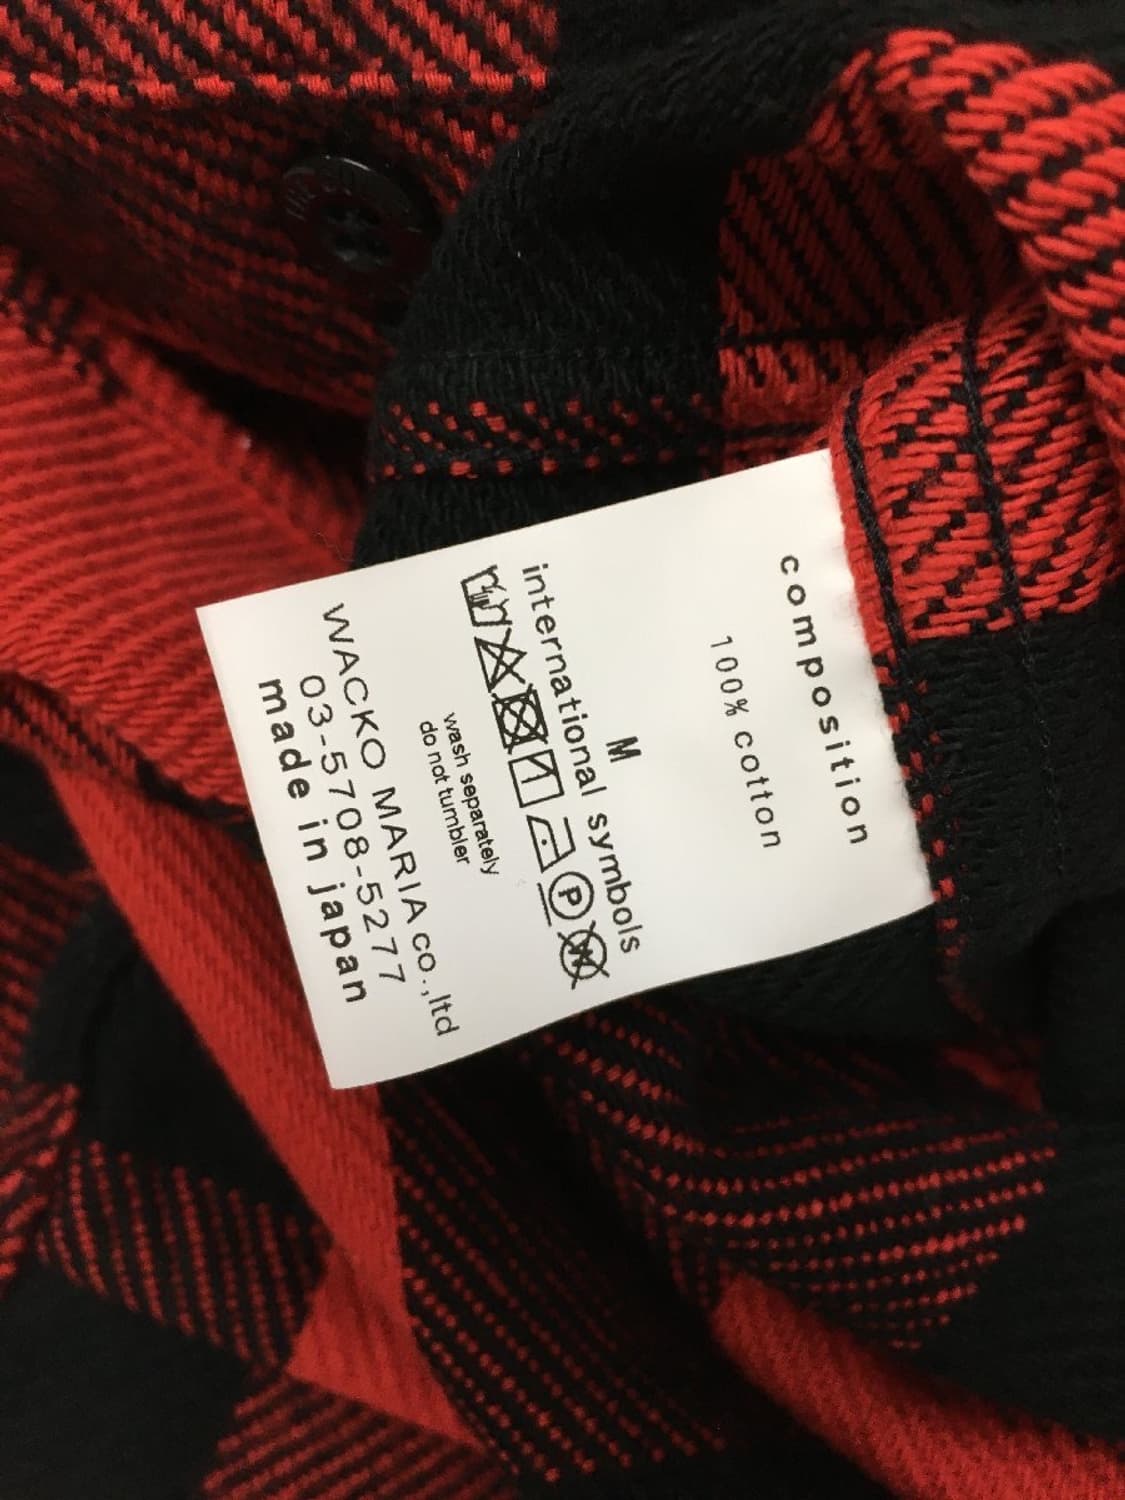 composition
100% cotton
M
international symbols
P
W
wash separately
do not tumbler
WACKO MARIA co.,ltd
03-5708-5277
made in japan